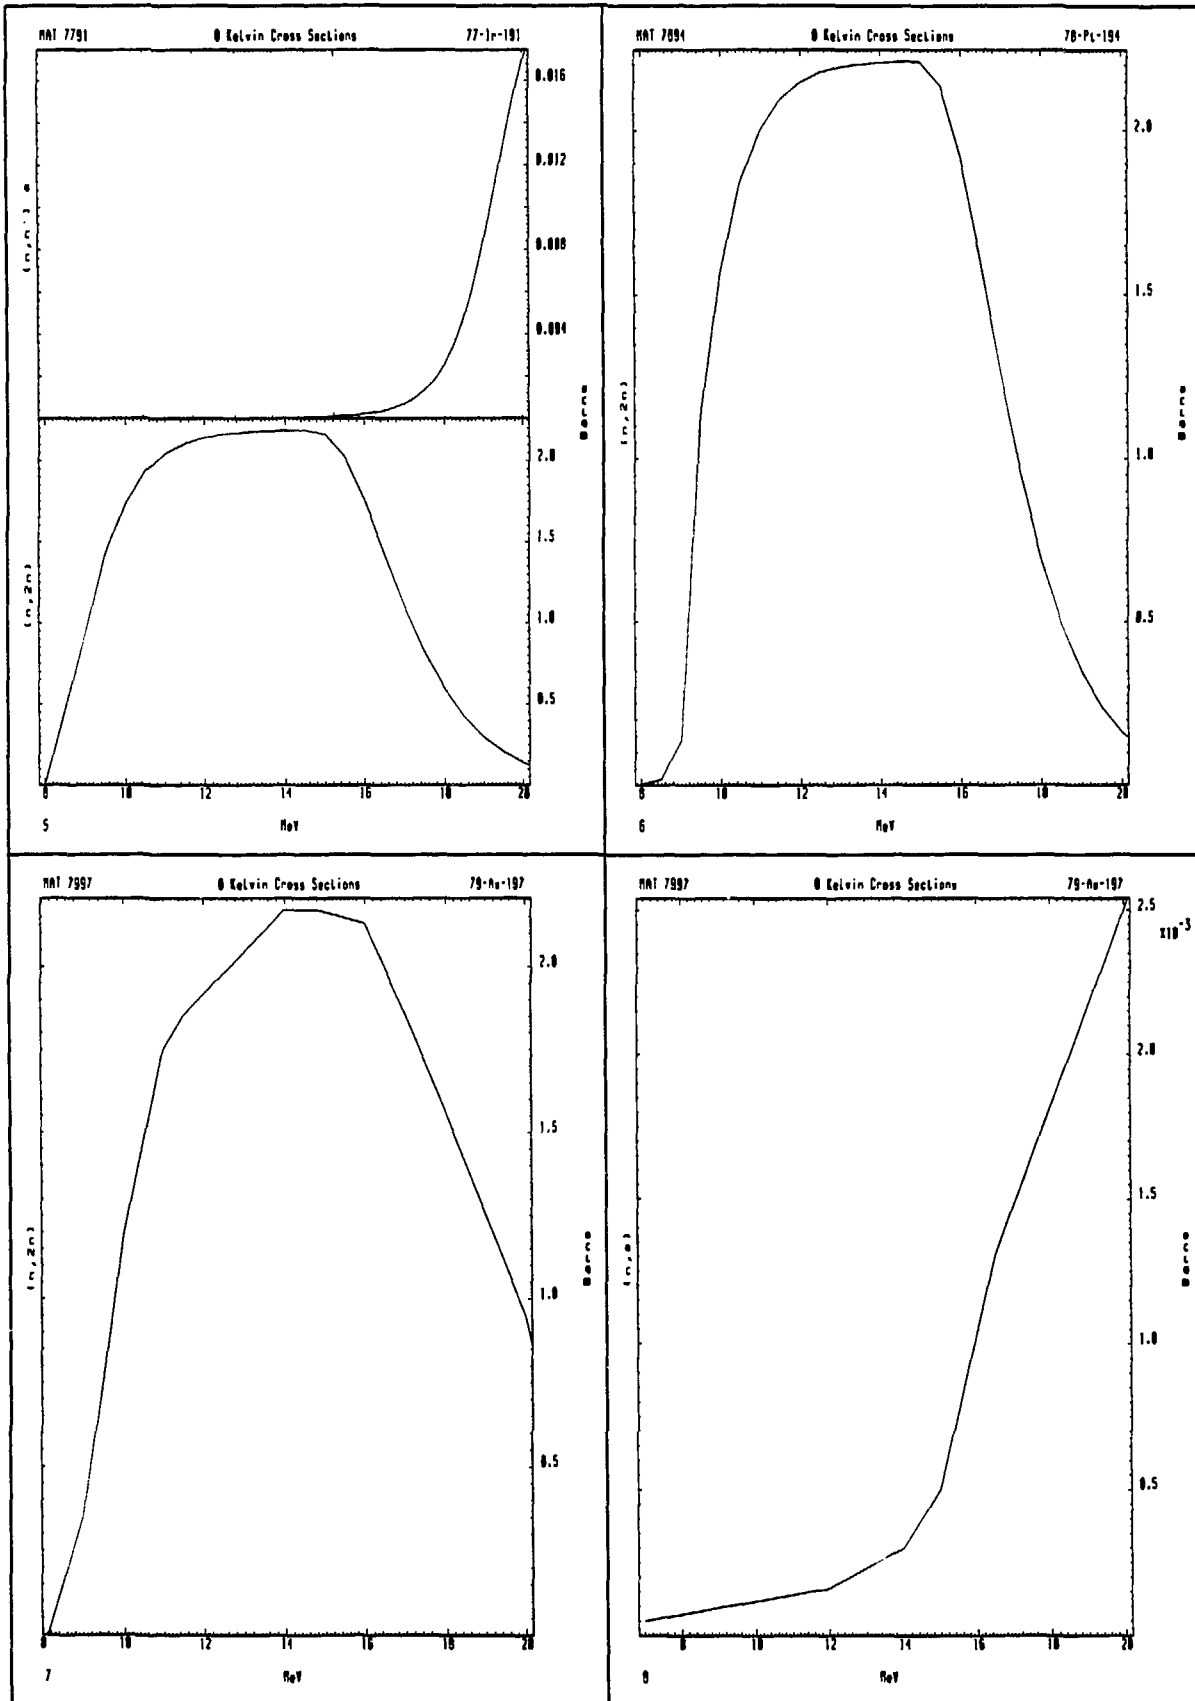 MAT 7791 0 Kelvin Cross Sections 77-Ir-191
0.016
0.012
0.008
0.004
(n,n') a
Barns
2.0
1.5
1.0
0.5
(n,2n)
8 10 12 14 16 18 20
5 MeV
MAT 7894 0 Kelvin Cross Sections 78-Pt-194
2.0
1.5
1.0
0.5
(n,2n)
Barns
8 10 12 14 16 18 20
6 MeV
MAT 7997 0 Kelvin Cross Sections 79-Au-197
2.0
1.5
1.0
0.5
(n,2n)
Barns
8 10 12 14 16 18 20
7 MeV
MAT 7997 0 Kelvin Cross Sections 79-Au-197
2.5
x10-3
2.0
1.5
1.0
0.5
(n,a)
Barns
8 10 12 14 16 18 20
8 MeV